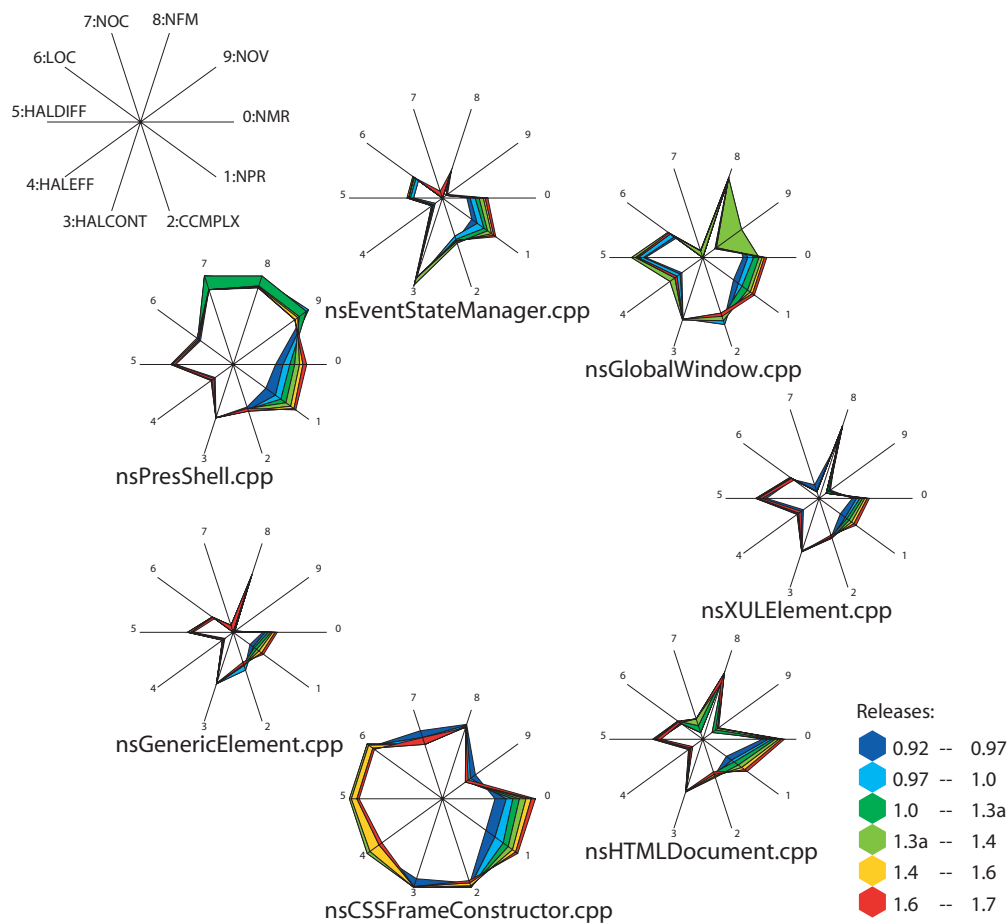 7:NOC
8:NFM
6:LOC
9:NOV
5:HALDIFF
0:NMR
4:HALEFF
1:NPR
3:HALCONT
2:CCMPLX
7
8
6
9
5
0
4
1
3
2
nsEventStateManager.cpp
7
8
6
9
5
0
4
1
3
2
nsGlobalWindow.cpp
7
8
6
9
5
0
4
1
3
2
nsPresShell.cpp
7
8
6
9
5
0
4
1
3
2
nsXULElement.cpp
7
8
6
9
5
0
4
1
3
2
nsGenericElement.cpp
7
8
6
9
5
0
4
1
3
2
nsHTMLDocument.cpp
7
8
6
9
5
0
4
1
3
2
nsCSSFrameConstructor.cpp
Releases:
0.92 -- 0.97
0.97 -- 1.0
1.0 -- 1.3a
1.3a -- 1.4
1.4 -- 1.6
1.6 -- 1.7